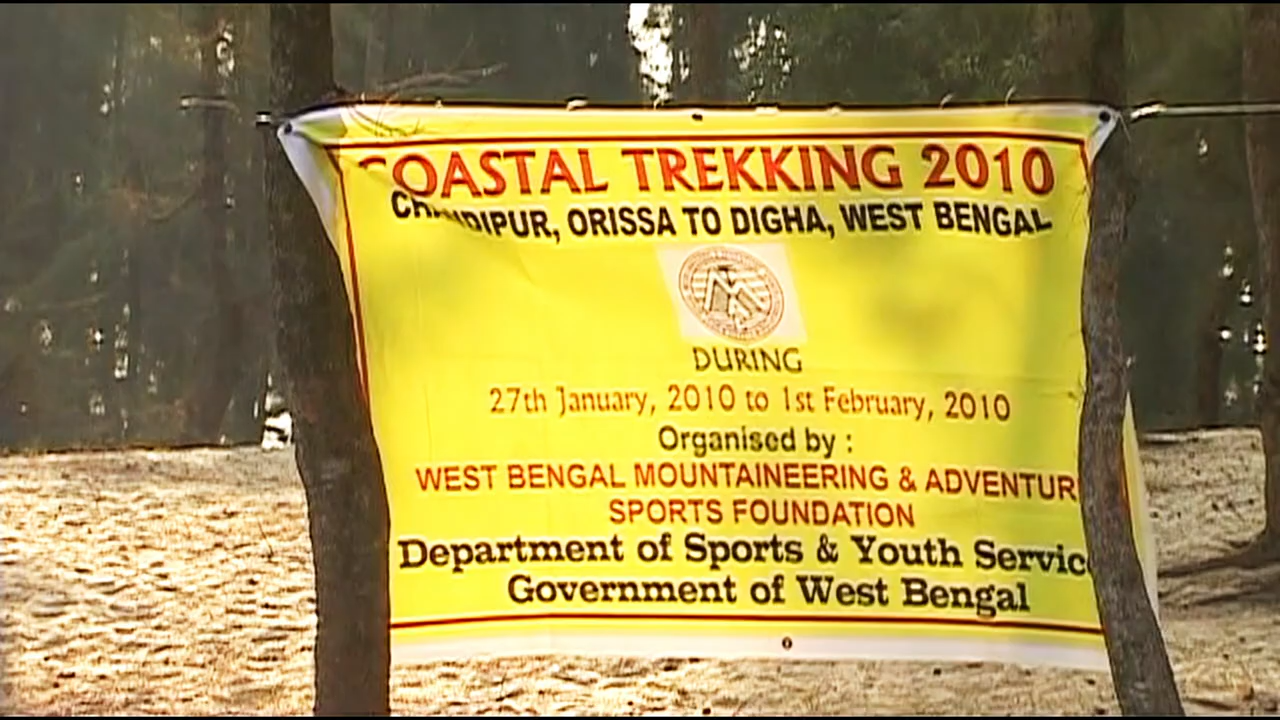 COASTAL TREKKING 2010
CHANDIPUR, ORISSA TO DIGHA, WEST BENGAL
DURING
27th January, 2010 to 1st February, 2010
Organised by :
WEST BENGAL MOUNTAINEERING & ADVENTUR
SPORTS FOUNDATION
Department of Sports & Youth Servic
Government of West Bengal